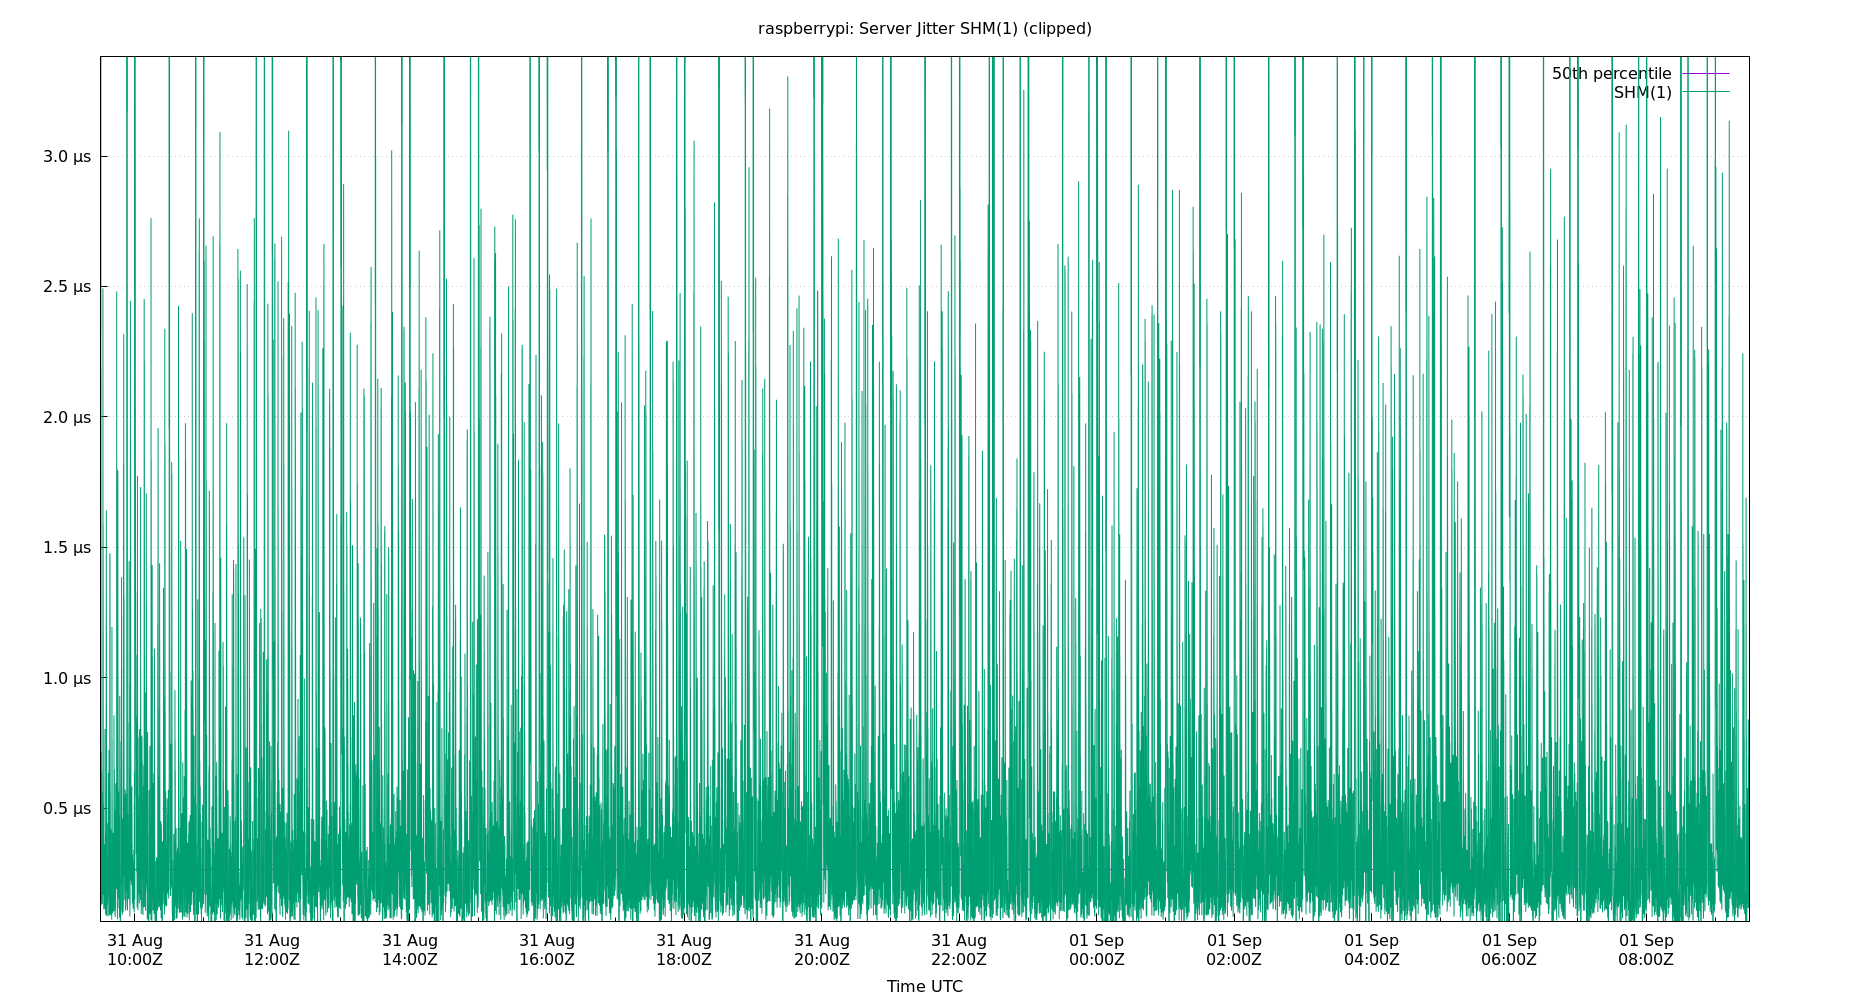 raspberrypi: Server Jitter SHM(1) (clipped)
50th percentile
SHM(1)
3.0 µs
2.5 µs
2.0 µs
1.5 µs
1.0 µs
0.5 µs
31 Aug 31 Aug 31 Aug 31 Aug 31 Aug 31 Aug 31 Aug 01 Sep 01 Sep 01 Sep 01 Sep 01 Sep
10:00Z 12:00Z 14:00Z 16:00Z 18:00Z 20:00Z 22:00Z 00:00Z 02:00Z 04:00Z 06:00Z 08:00Z
Time UTC